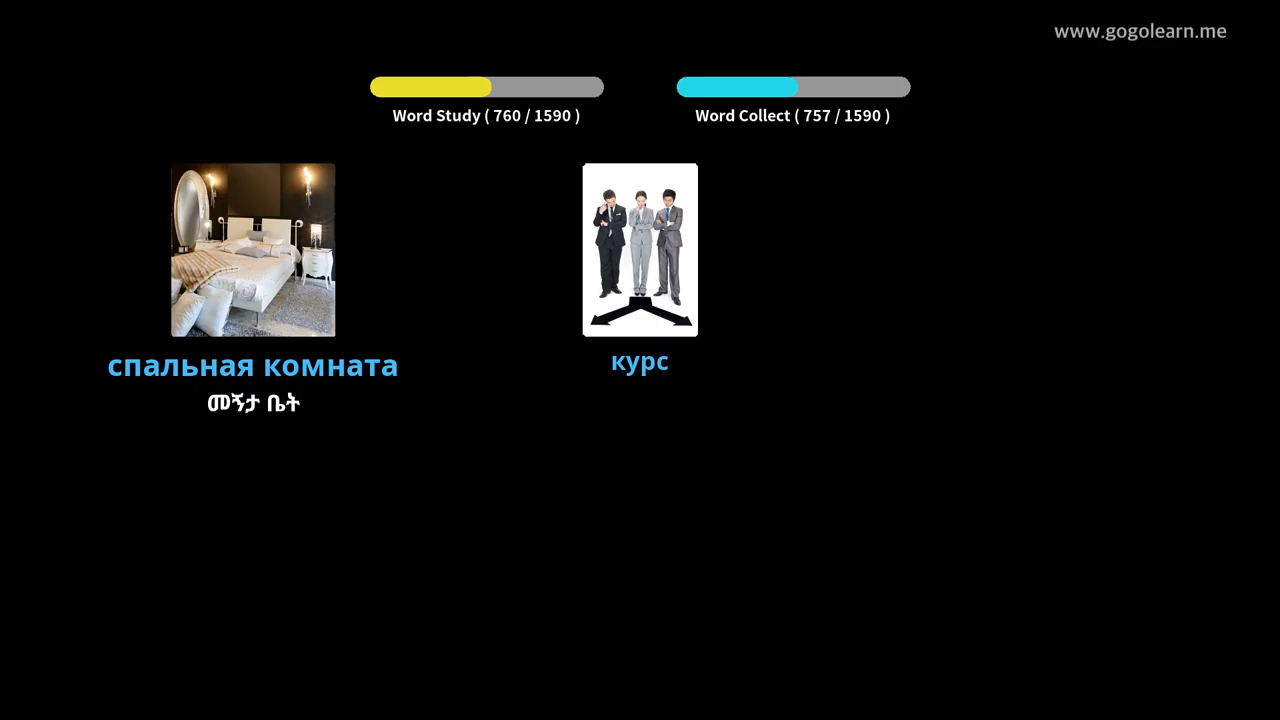 www.gogolearn.me
Word Study ( 760 / 1590 )
Word Collect ( 757 / 1590 )
спальная комната
መኝታ ቤት
курс